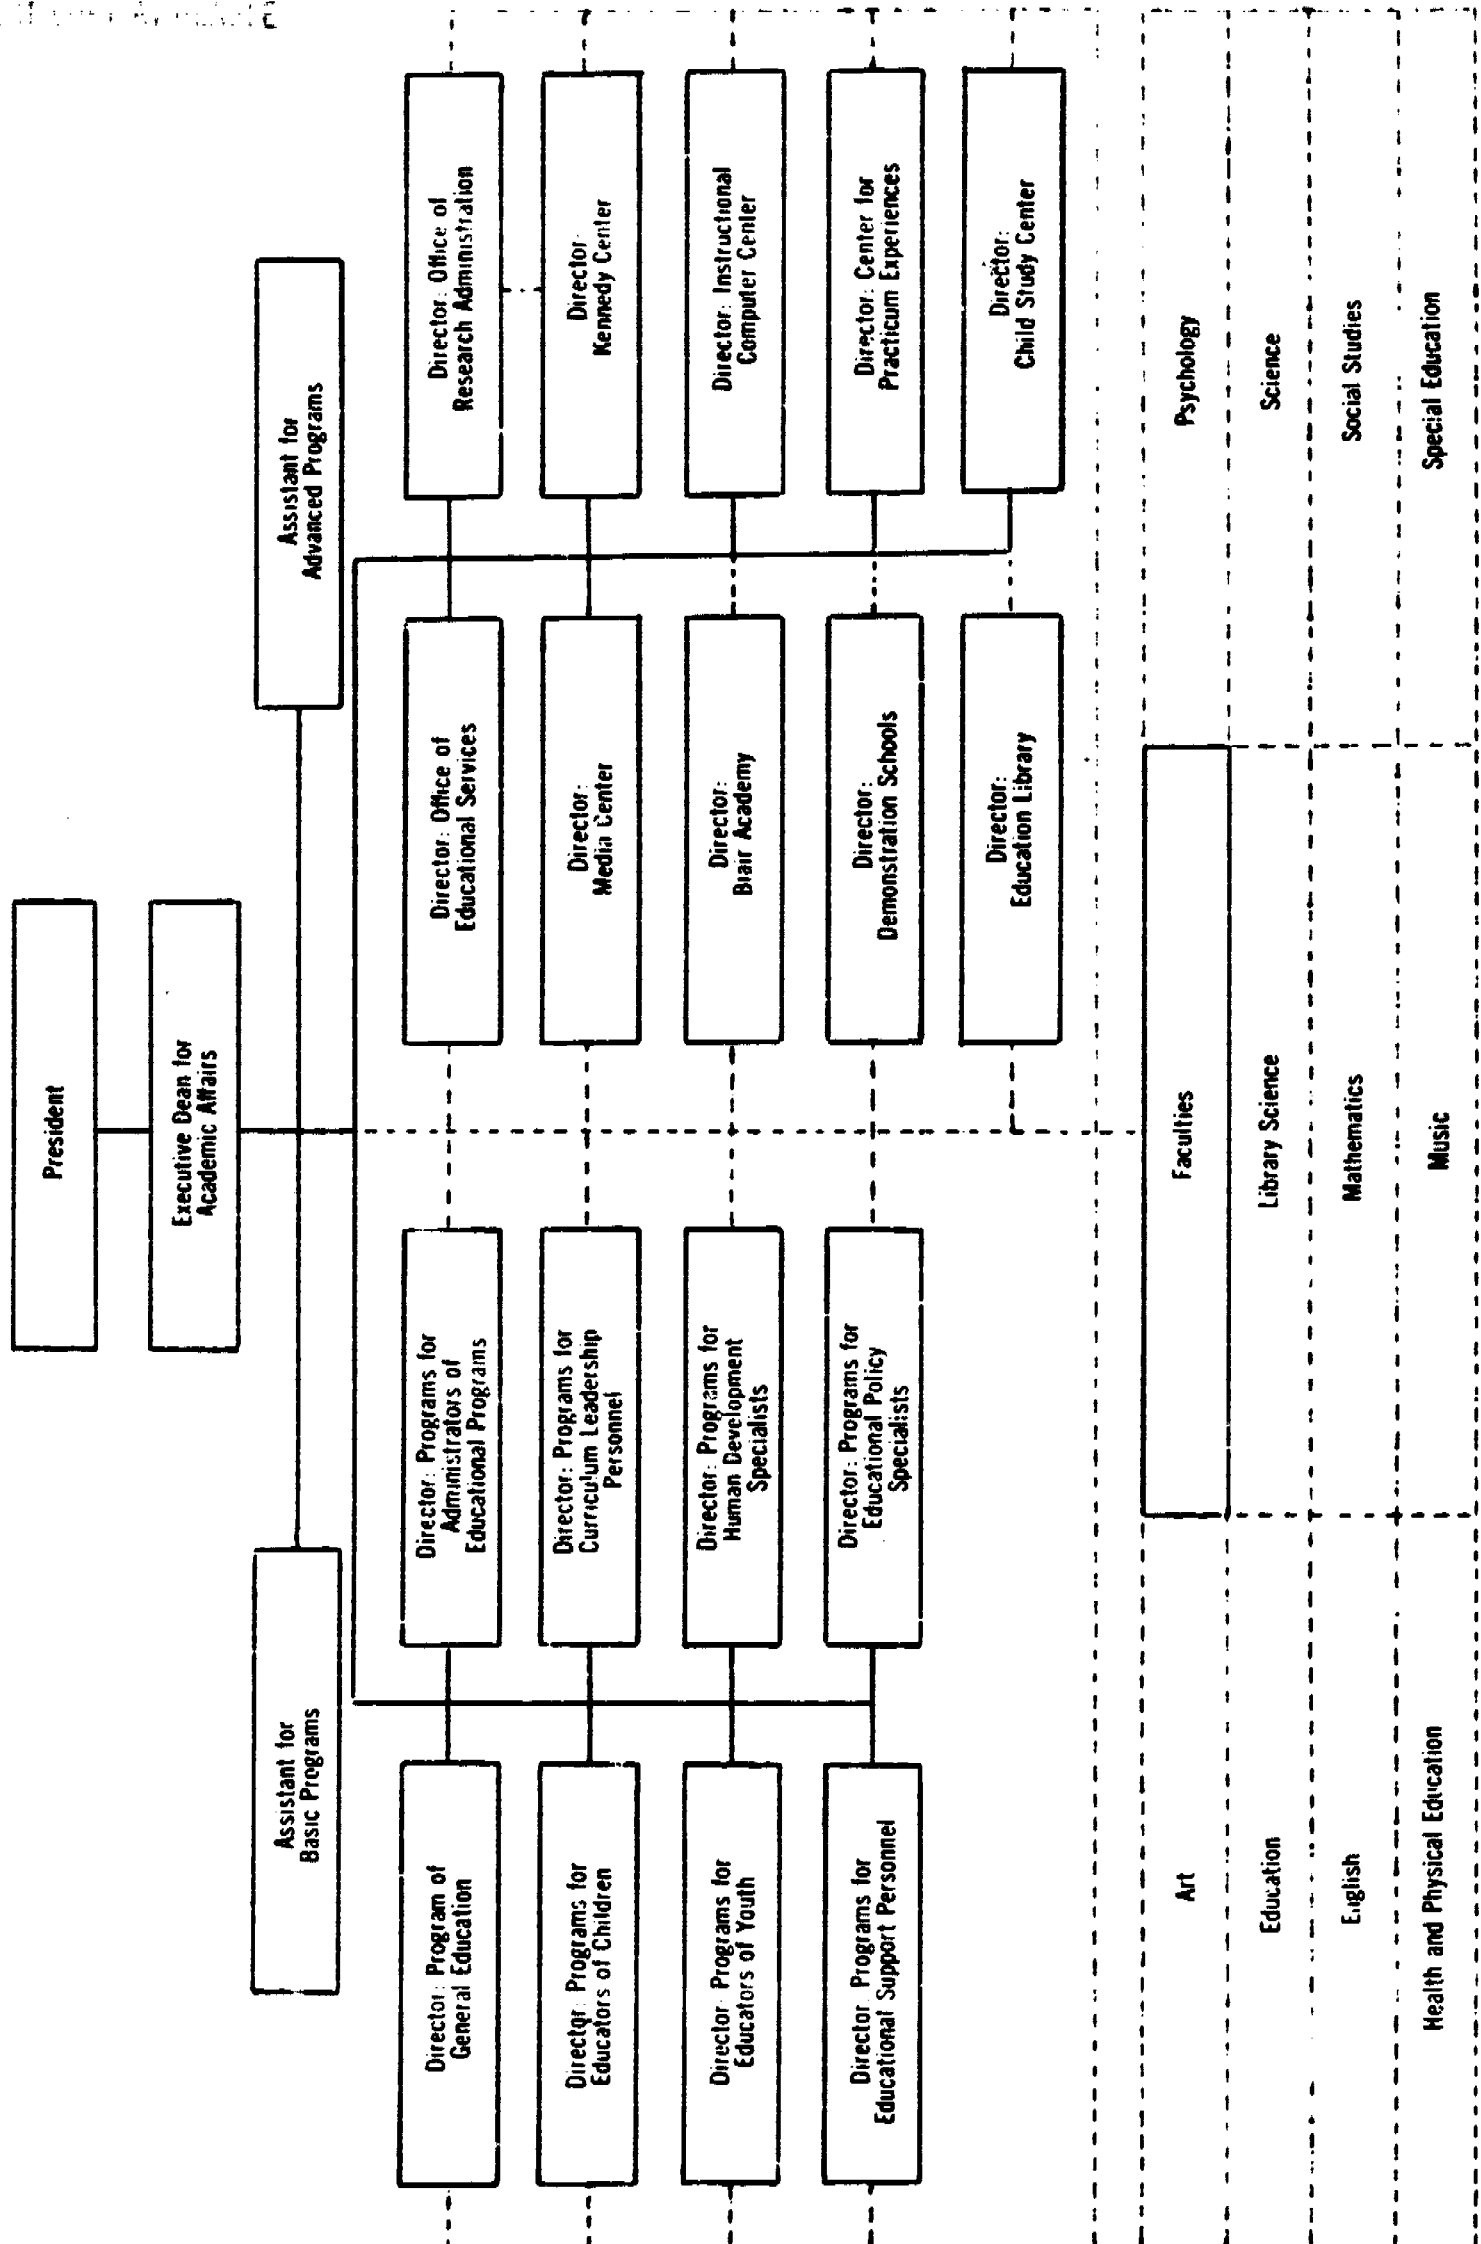 President
Executive Dean for
Academic Affairs
Assistant for
Basic Programs
Assistant for
Advanced Programs
Director: Program of
General Education
Director: Programs for
Administrators of
Educational Programs
Director: Office of
Educational Services
Director: Office of
Research Administration
Director: Programs for
Educators of Children
Director: Programs for
Curriculum Leadership
Personnel
Director:
Media Center
Director
Kennedy Center
Director Programs for
Educators of Youth
Director: Programs for
Human Development
Specialists
Director:
Blair Academy
Director: Instructional
Computer Center
Director Programs for
Educational Support Personnel
Director: Programs for
Educational Policy
Specialists
Director:
Demonstration Schools
Director: Center for
Practicum Experiences
Director:
Education Library
Director:
Child Study Center
Art
Faculties
Psychology
Education
Library Science
Science
English
Mathematics
Social Studies
Health and Physical Education
Music
Special Education